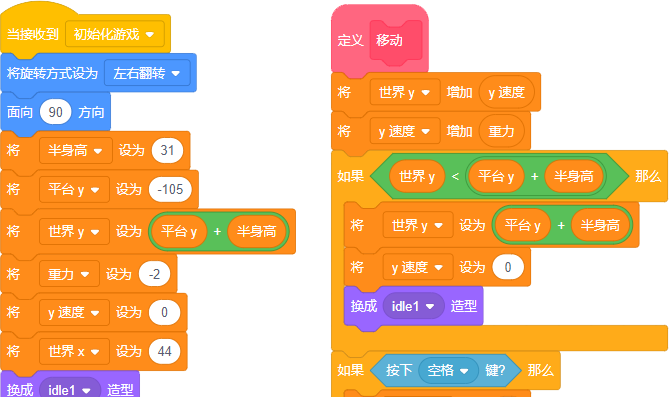 当接收到 初始化游戏
将旋转方式设为 左右翻转
面向 90 方向
将 半身高 设为 31
将 平台 y 设为 -105
将 世界 y 设为 平台 y + 半身高
将 重力 设为 -2
将 y 速度 设为 0
将 世界 x 设为 44
换成 idle1 造型
定义 移动
将 世界 y 增加 y 速度
将 y 速度 增加 重力
如果 世界 y < 平台 y + 半身高 那么
将 世界 y 设为 平台 y + 半身高
将 y 速度 设为 0
换成 idle1 造型
如果 按下 空格 键? 那么